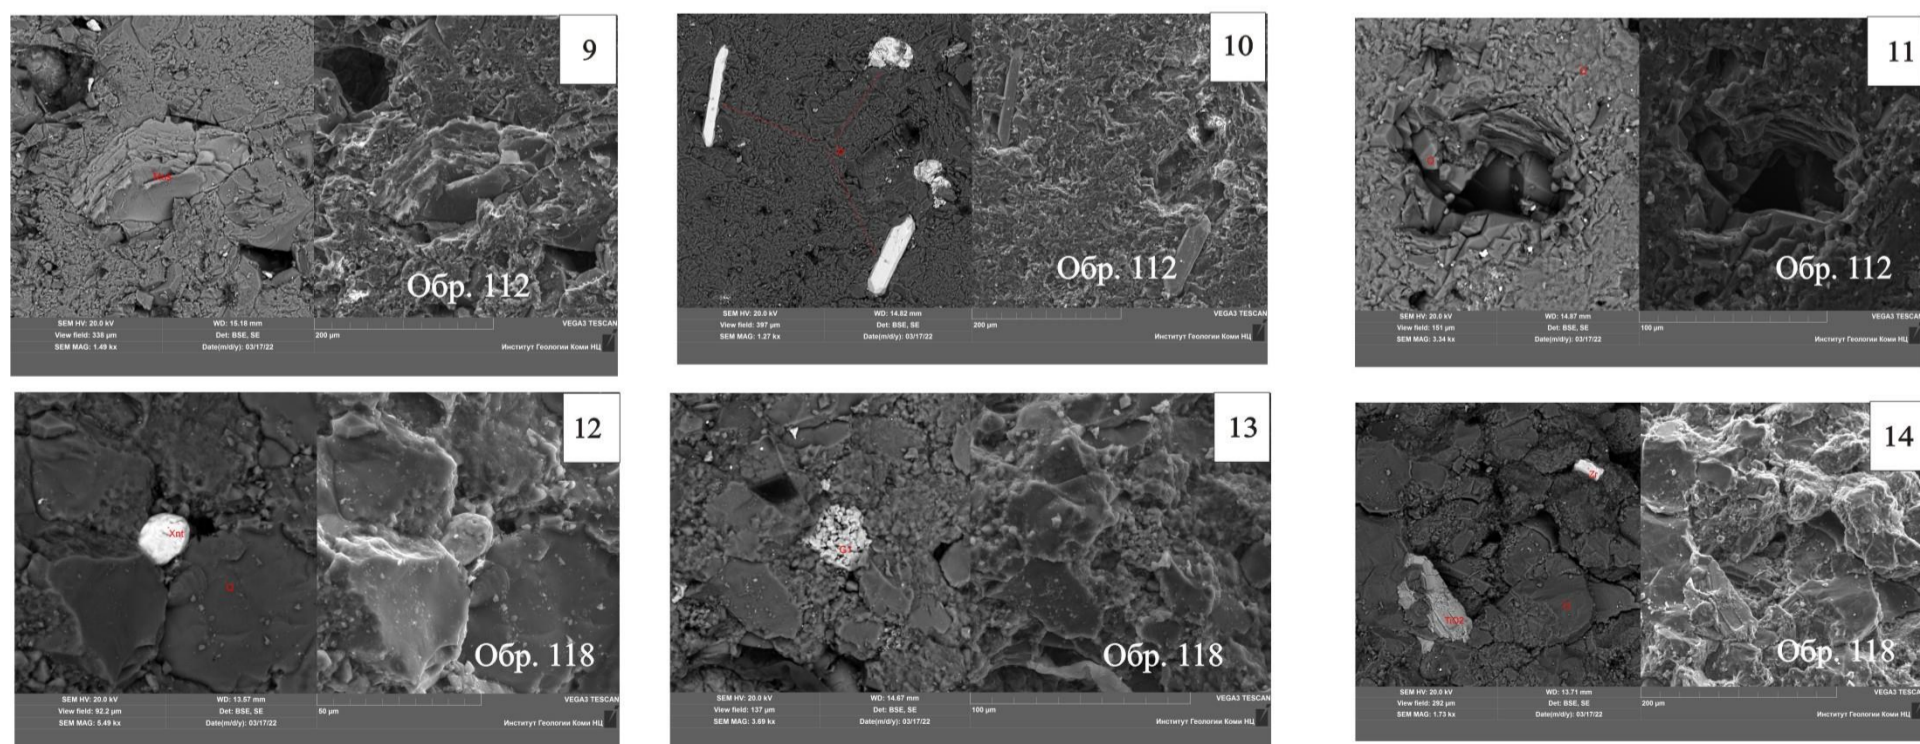 9
Обр. 112
SEM HV: 20.0 kV WD: 15.18 mm VEGA3 TESCAN
View field: 338 µm Det: BSE, SE 200 µm
SEM MAG: 1.49 kx Date(m/d/y): 03/17/22 Институт Геологии Коми НЦ
10
Обр. 112
SEM HV: 20.0 kV WD: 14.82 mm VEGA3 TESCAN
View field: 397 µm Det: BSE, SE 200 µm
SEM MAG: 1.27 kx Date(m/d/y): 03/17/22 Институт Геологии Коми НЦ
11
Обр. 112
SEM HV: 20.0 kV WD: 14.87 mm VEGA3 TESCAN
View field: 151 µm Det: BSE, SE 100 µm
SEM MAG: 3.34 kx Date(m/d/y): 03/17/22 Институт Геологии Коми НЦ
12
Xnt
Обр. 118
SEM HV: 20.0 kV WD: 13.57 mm VEGA3 TESCAN
View field: 92.2 µm Det: BSE, SE 50 µm
SEM MAG: 5.49 kx Date(m/d/y): 03/17/22 Институт Геологии Коми НЦ
13
Обр. 118
SEM HV: 20.0 kV WD: 14.67 mm VEGA3 TESCAN
View field: 137 µm Det: BSE, SE 100 µm
SEM MAG: 3.69 kx Date(m/d/y): 03/17/22 Институт Геологии Коми НЦ
14
TiO2
Обр. 118
SEM HV: 20.0 kV WD: 13.71 mm VEGA3 TESCAN
View field: 292 µm Det: BSE, SE 200 µm
SEM MAG: 1.73 kx Date(m/d/y): 03/17/22 Институт Геологии Коми НЦ